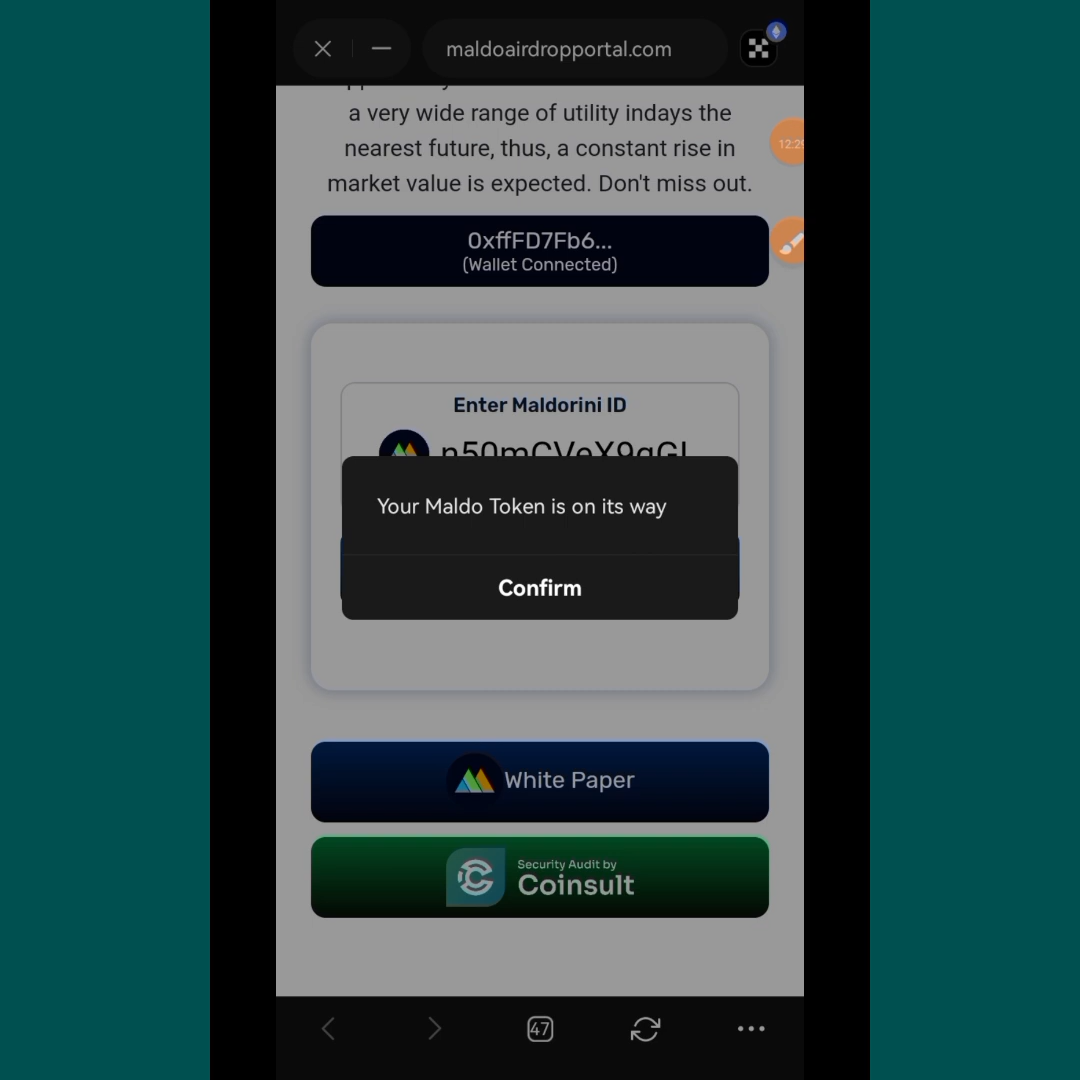 maldoairdropportal.com
a very wide range of utility indays the
nearest future, thus, a constant rise in
market value is expected. Don't miss out.
0xffFD7Fb6...
(Wallet Connected)
Enter Maldorini ID
Your Maldo Token is on its way
Confirm
White Paper
Security Audit by
Coinsult
47